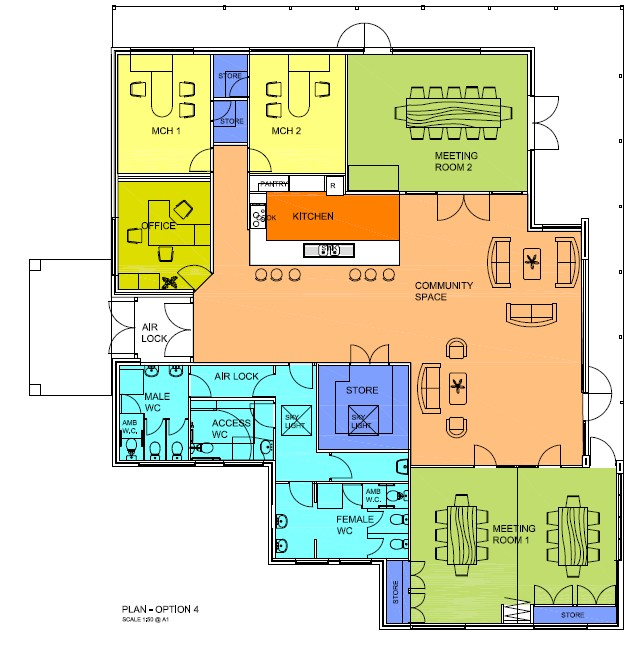 STORE
STORE
MCH 1
MCH 2
MEETING
ROOM 2
PANTRY
R
KITCHEN
OFFICE
COMMUNITY
SPACE
AIR
LOCK
AIR LOCK
STORE
MALE
WC
SKY
LIGHT
SKY
LIGHT
AMB
W.C.
ACCESS
WC
AMB
W.C.
FEMALE
WC
MEETING
ROOM 1
STORE
STORE
PLAN - OPTION 4
SCALE 1:50 @ A1